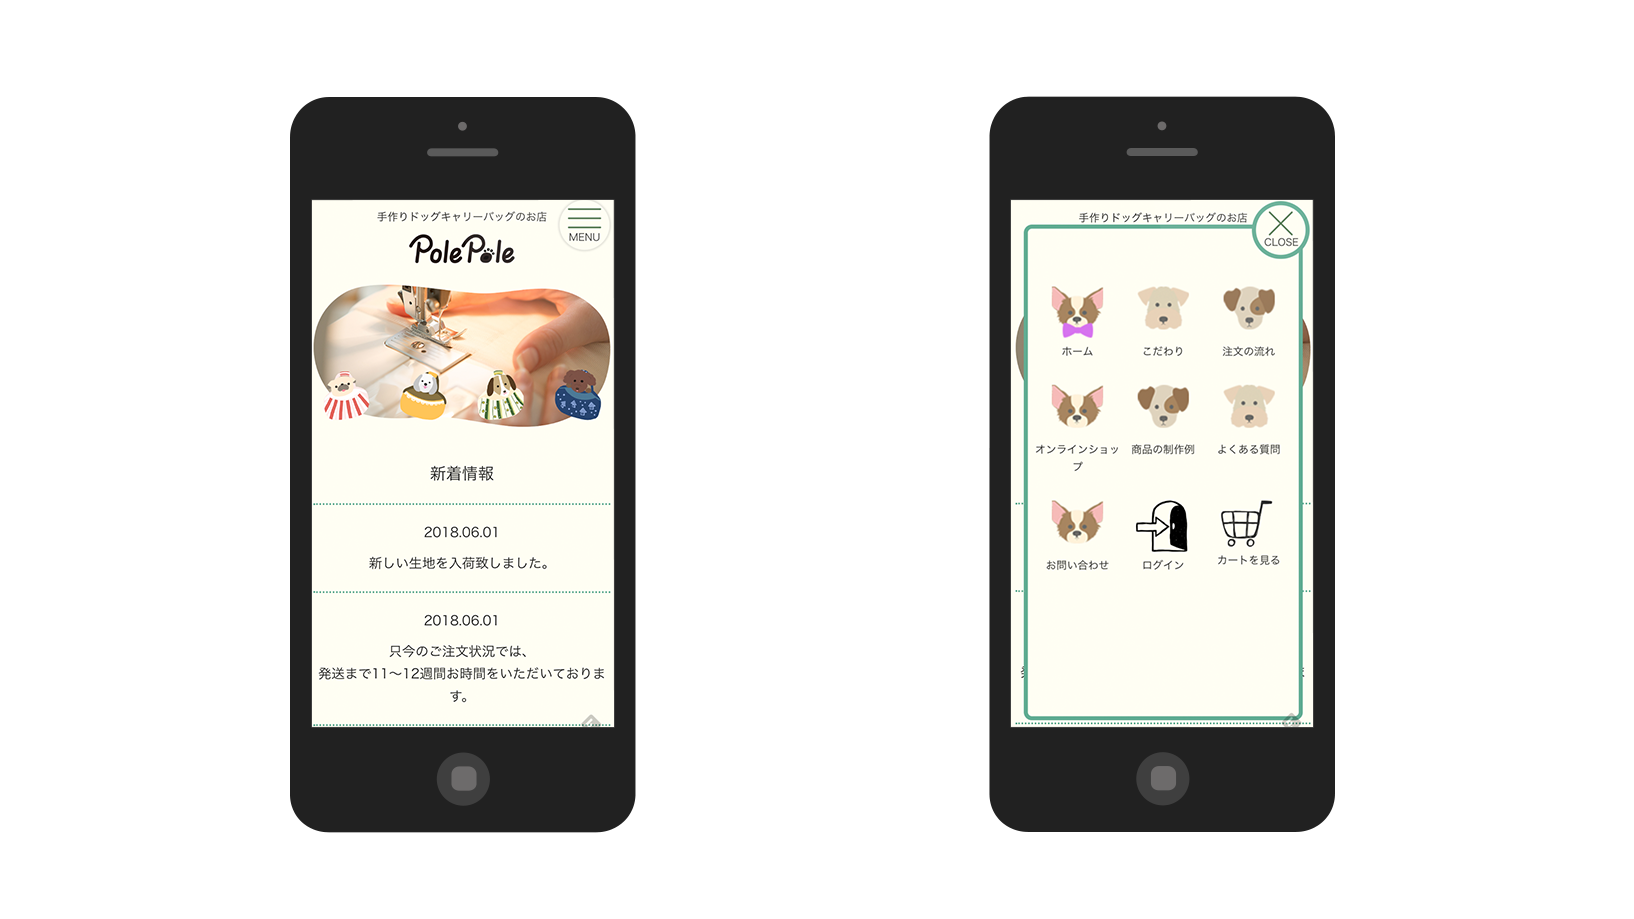 手作りドッグキャリーバッグのお店
MENU
PolePole
新着情報
2018.06.01
新しい生地を入荷致しました。
2018.06.01
只今のご注文状況では、
発送まで11〜12週間お時間をいただいておりま
す。
手作りドッグキャリーバッグのお店
CLOSE
ホーム
こだわり
注文の流れ
オンラインショッ
プ
商品の制作例
よくある質問
お問い合わせ
ログイン
カートを見る